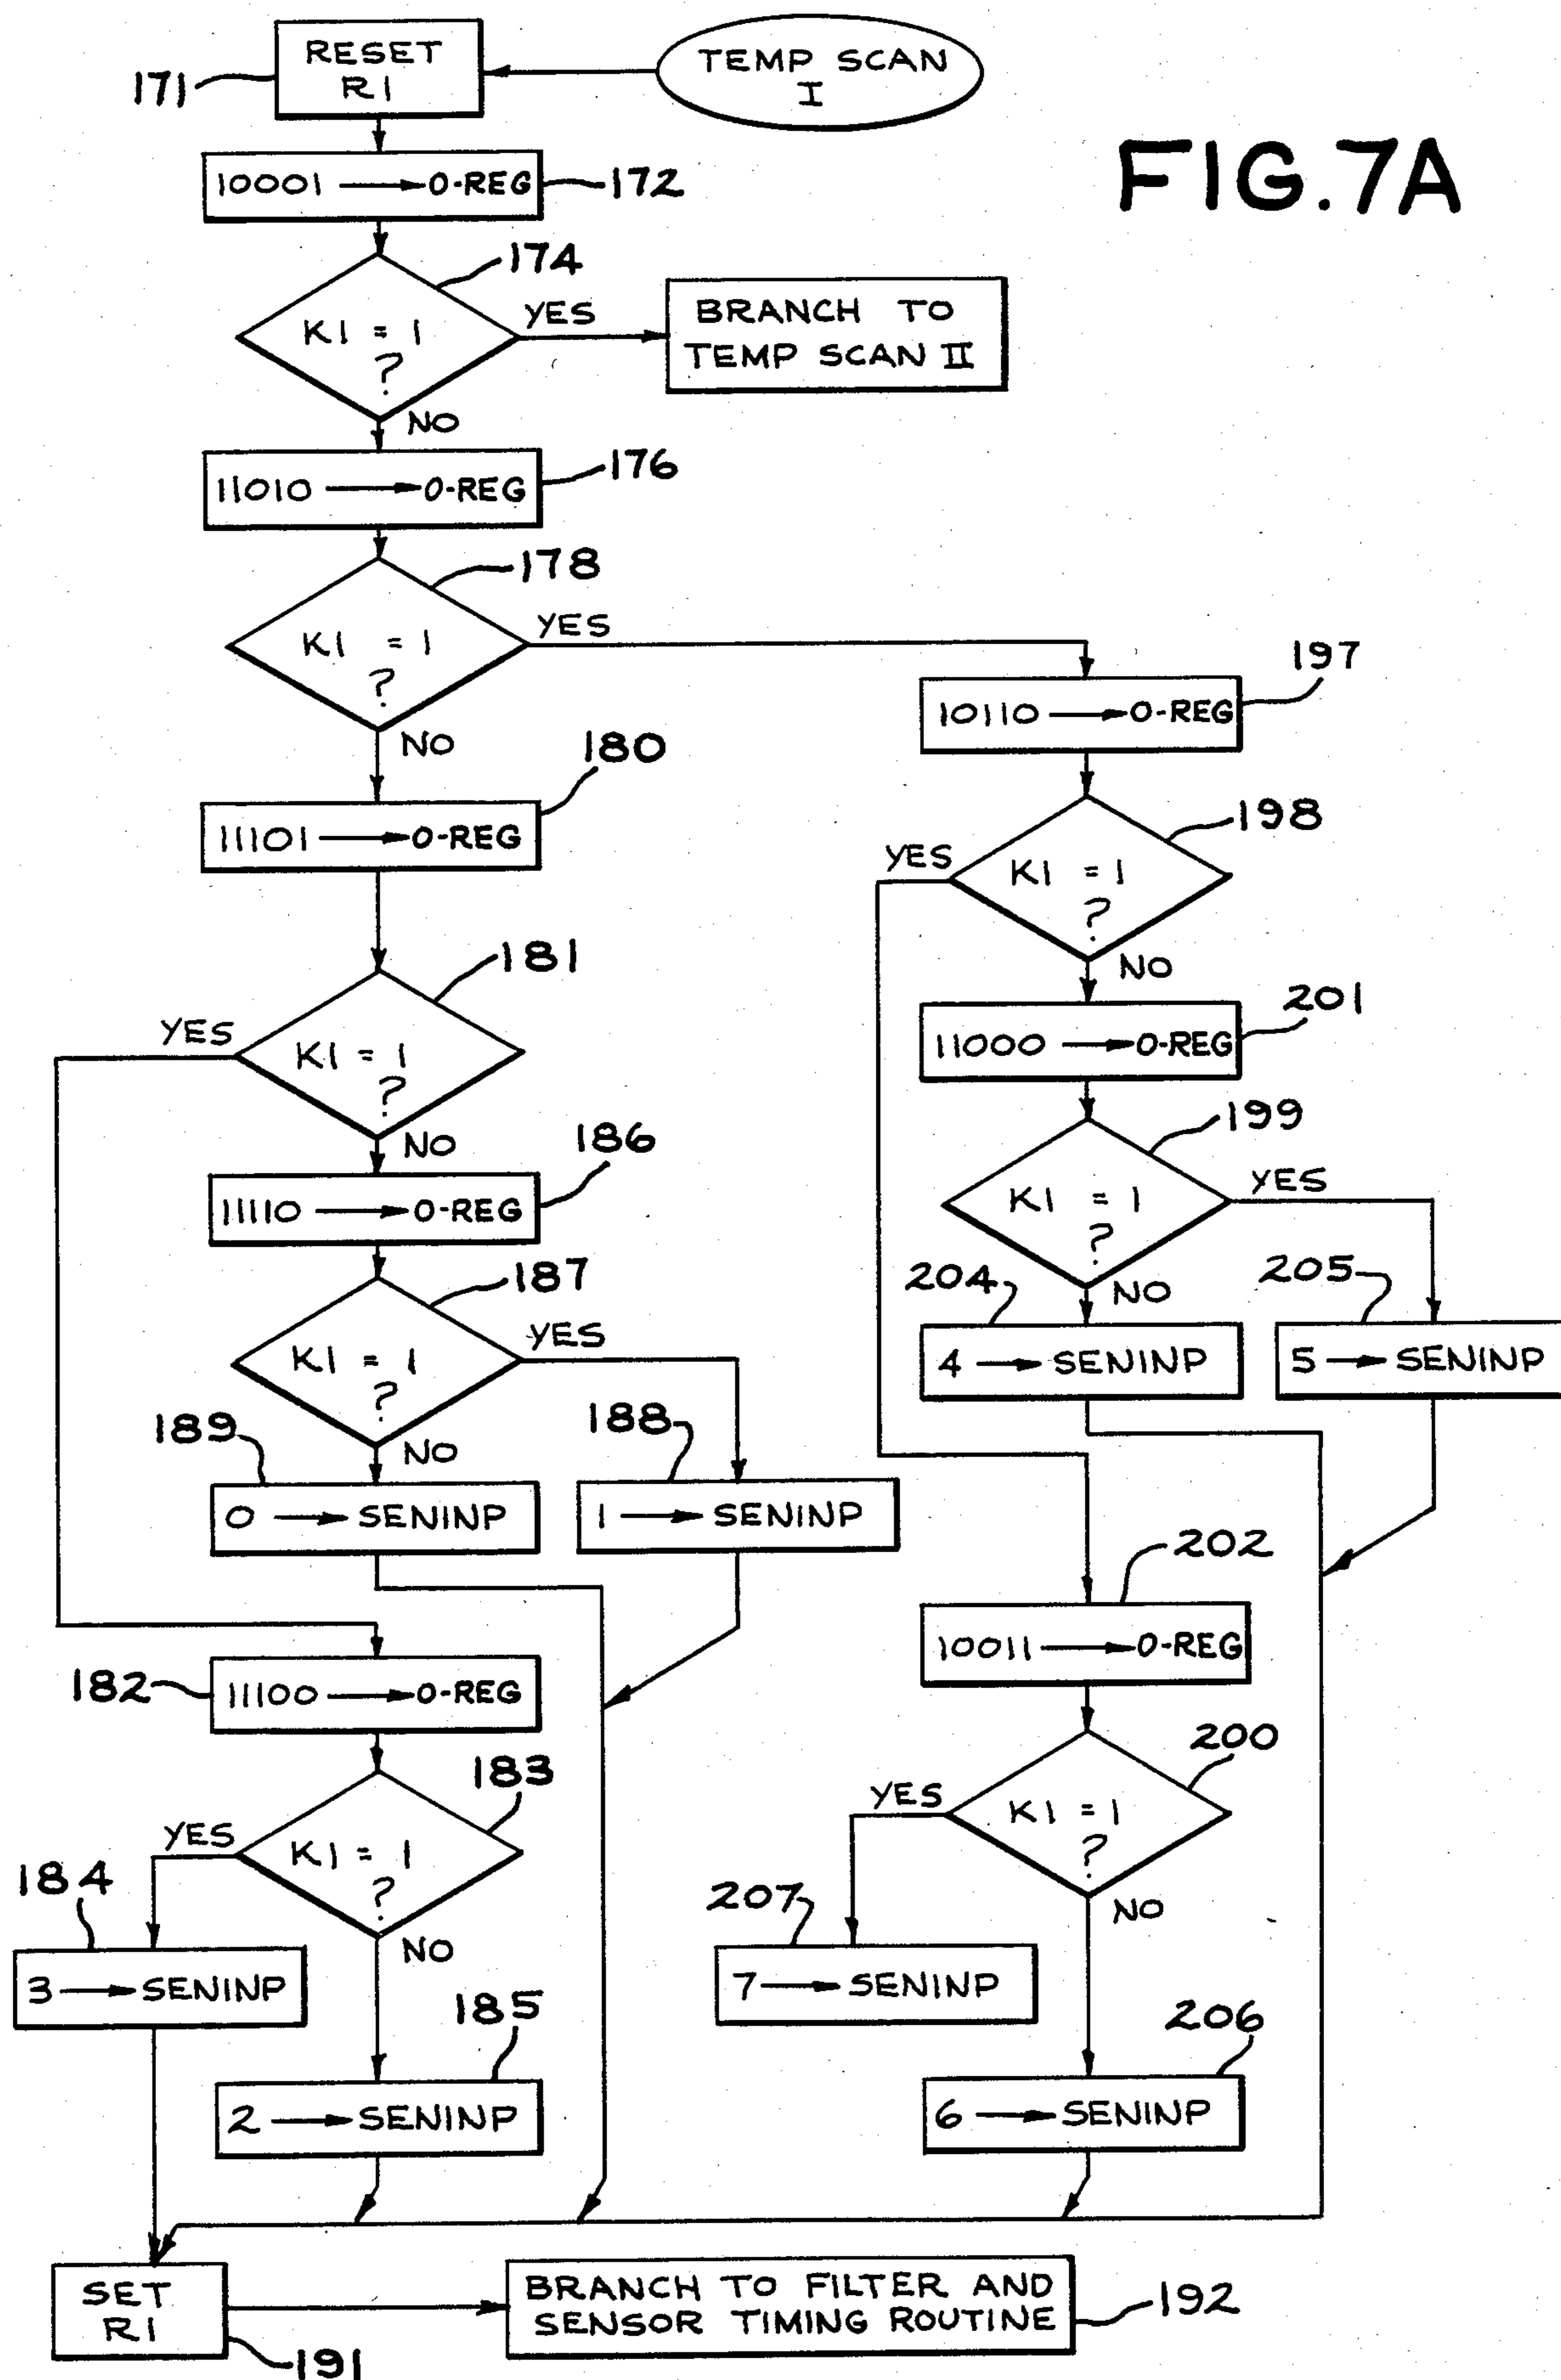 RESET
R1
171
TEMP SCAN
I
FIG.7A
10001 → O-REG
172
174
K1 = 1
?
YES
NO
BRANCH TO
TEMP SCAN II
11010 → O-REG
176
178
K1 = 1
?
YES
NO
10110 → O-REG
197
11101 → O-REG
180
198
YES
K1 = 1
?
NO
181
YES
K1 = 1
?
NO
11000 → O-REG
201
11110 → O-REG
186
199
K1 = 1
?
YES
NO
187
K1 = 1
?
YES
NO
204
4 → SENINP
205
5 → SENINP
189
0 → SENINP
188
1 → SENINP
202
10011 → O-REG
182
11100 → O-REG
200
YES
K1 = 1
?
NO
183
YES
K1 = 1
?
NO
184
3 → SENINP
207
7 → SENINP
185
2 → SENINP
206
6 → SENINP
SET
R1
191
BRANCH TO FILTER AND
SENSOR TIMING ROUTINE
192